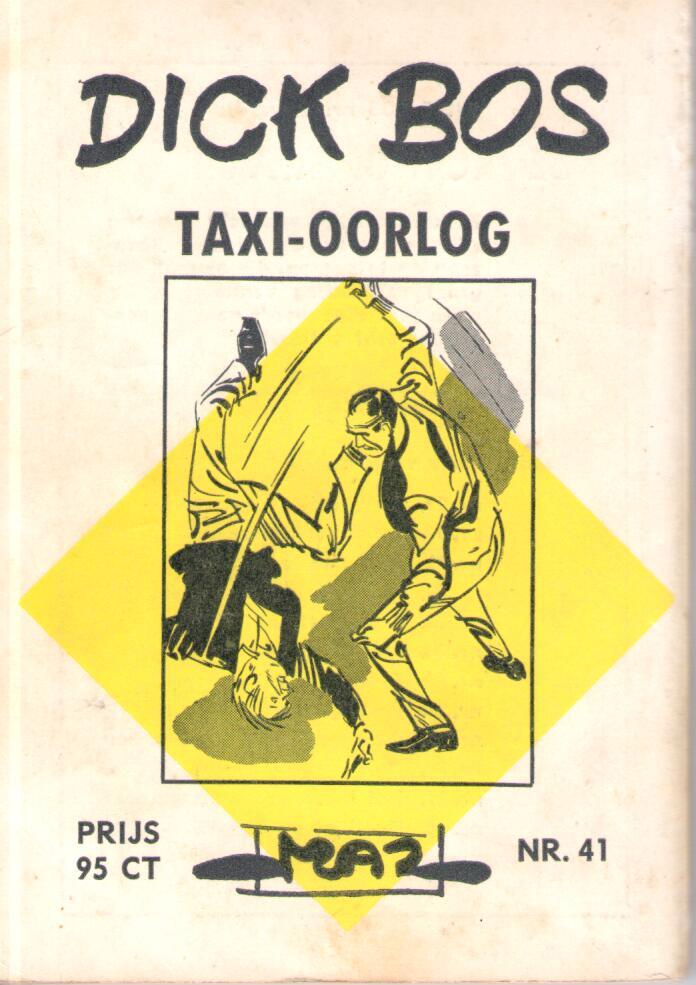 DICK BOS
TAXI-OORLOG
PRIJS
95 CT
MAZ
NR. 41